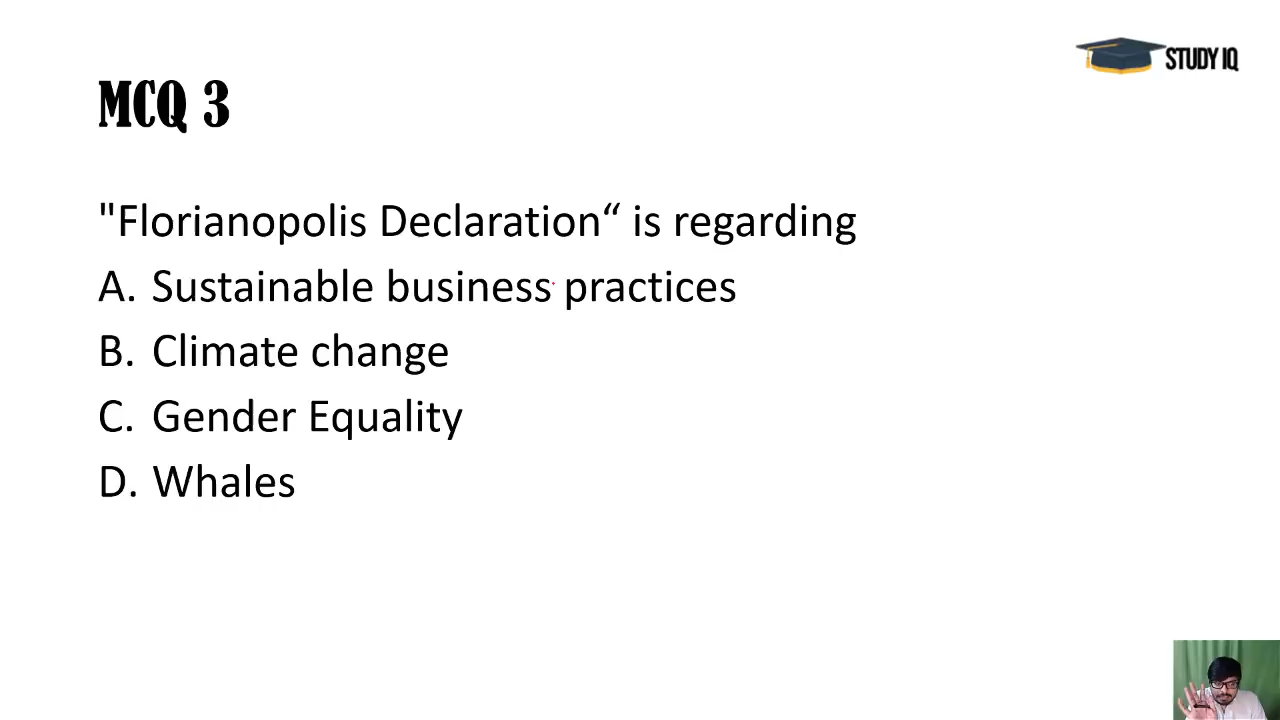 STUDY IQ
MCQ 3
"Florianopolis Declaration“ is regarding
A. Sustainable business practices
B. Climate change
C. Gender Equality
D. Whales